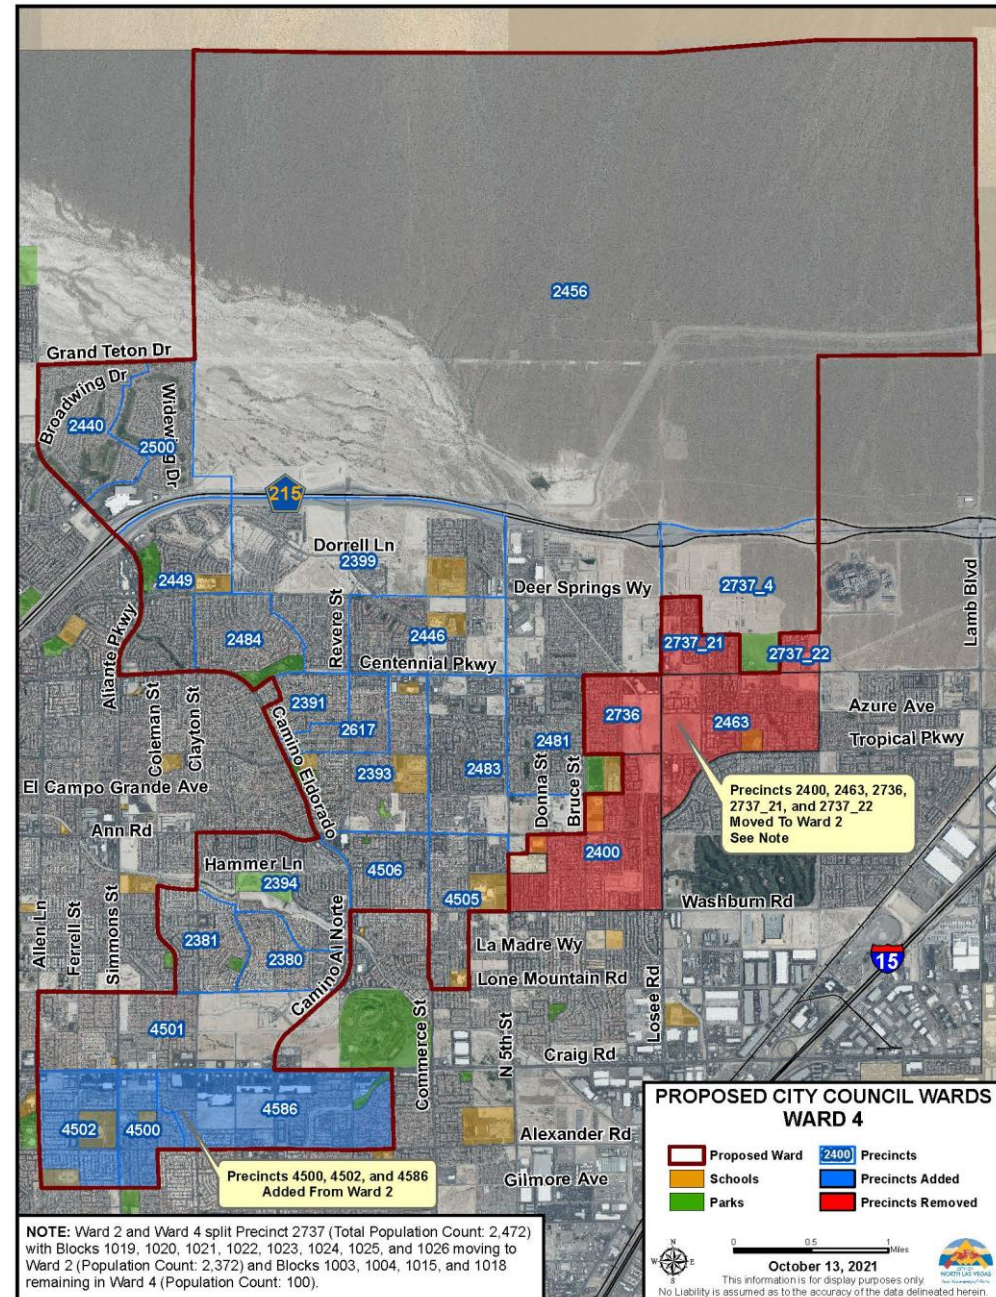 2456
Grand Teton Dr
Broadwing Dr
Widewing Dr
2440
2500
215
Dorrell Ln
2399
2449
Deer Springs Wy
2737_4
Aliante Pkwy
2484
Revere St
2446
Centennial Pkwy
2737_21
2737_22
Lamb Blvd
Coleman St
Clayton St
2391
Camino Eldorado
2617
2736
2463
Azure Ave
2481
Tropical Pkwy
2393
2483
Donna St
Bruce St
El Campo Grande Ave
Precincts 2400, 2463, 2736,
2737_21, and 2737_22
Moved To Ward 2
See Note
Ann Rd
Hammer Ln
2394
4506
2400
4505
Washburn Rd
Allen Ln
Ferrell St
Simmons St
2381
2380
Camino Al Norte
La Madre Wy
Lone Mountain Rd
15
Commerce St
N 5th St
Losee Rd
4501
Craig Rd
4502
4500
4586
Alexander Rd
Precincts 4500, 4502, and 4586
Added From Ward 2
Gilmore Ave
NOTE: Ward 2 and Ward 4 split Precinct 2737 (Total Population Count: 2,472)
with Blocks 1019, 1020, 1021, 1022, 1023, 1024, 1025, and 1026 moving to
Ward 2 (Population Count: 2,372) and Blocks 1003, 1004, 1015, and 1018
remaining in Ward 4 (Population Count: 100).
PROPOSED CITY COUNCIL WARDS
WARD 4
Proposed Ward
2400 Precincts
Schools
Precincts Added
Parks
Precincts Removed
N
W E
S
0 0.5 1
Miles
October 13, 2021
This information is for display purposes only.
No Liability is assumed as to the accuracy of the data delineated herein.
CITY OF
NORTH LAS VEGAS